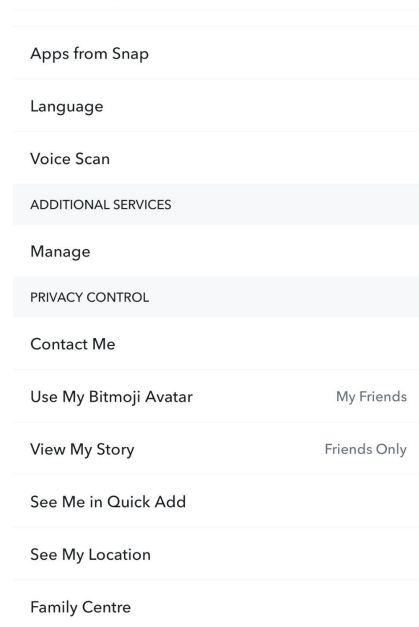 Apps from Snap
Language
Voice Scan
ADDITIONAL SERVICES
Manage
PRIVACY CONTROL
Contact Me
Use My Bitmoji Avatar My Friends
View My Story Friends Only
See Me in Quick Add
See My Location
Family Centre